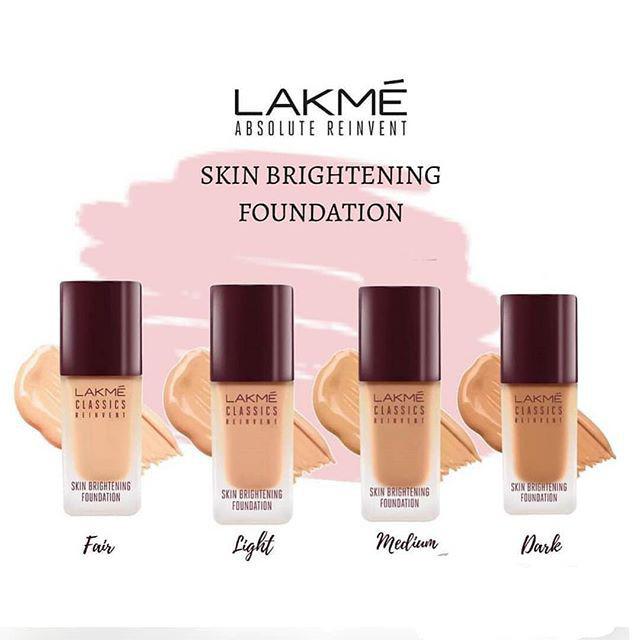 LAKMÉ
ABSOLUTE REINVENT
SKIN BRIGHTENING
FOUNDATION
LAKMÉ
CLASSICS
REINVENT
SKIN BRIGHTENING
FOUNDATION
Fair
LAKMÉ
CLASSICS
REINVENT
SKIN BRIGHTENING
FOUNDATION
Light
LAKMÉ
CLASSICS
REINVENT
SKIN BRIGHTENING
FOUNDATION
Medium
LAKMÉ
CLASSICS
REINVENT
SKIN BRIGHTENING
FOUNDATION
Dark